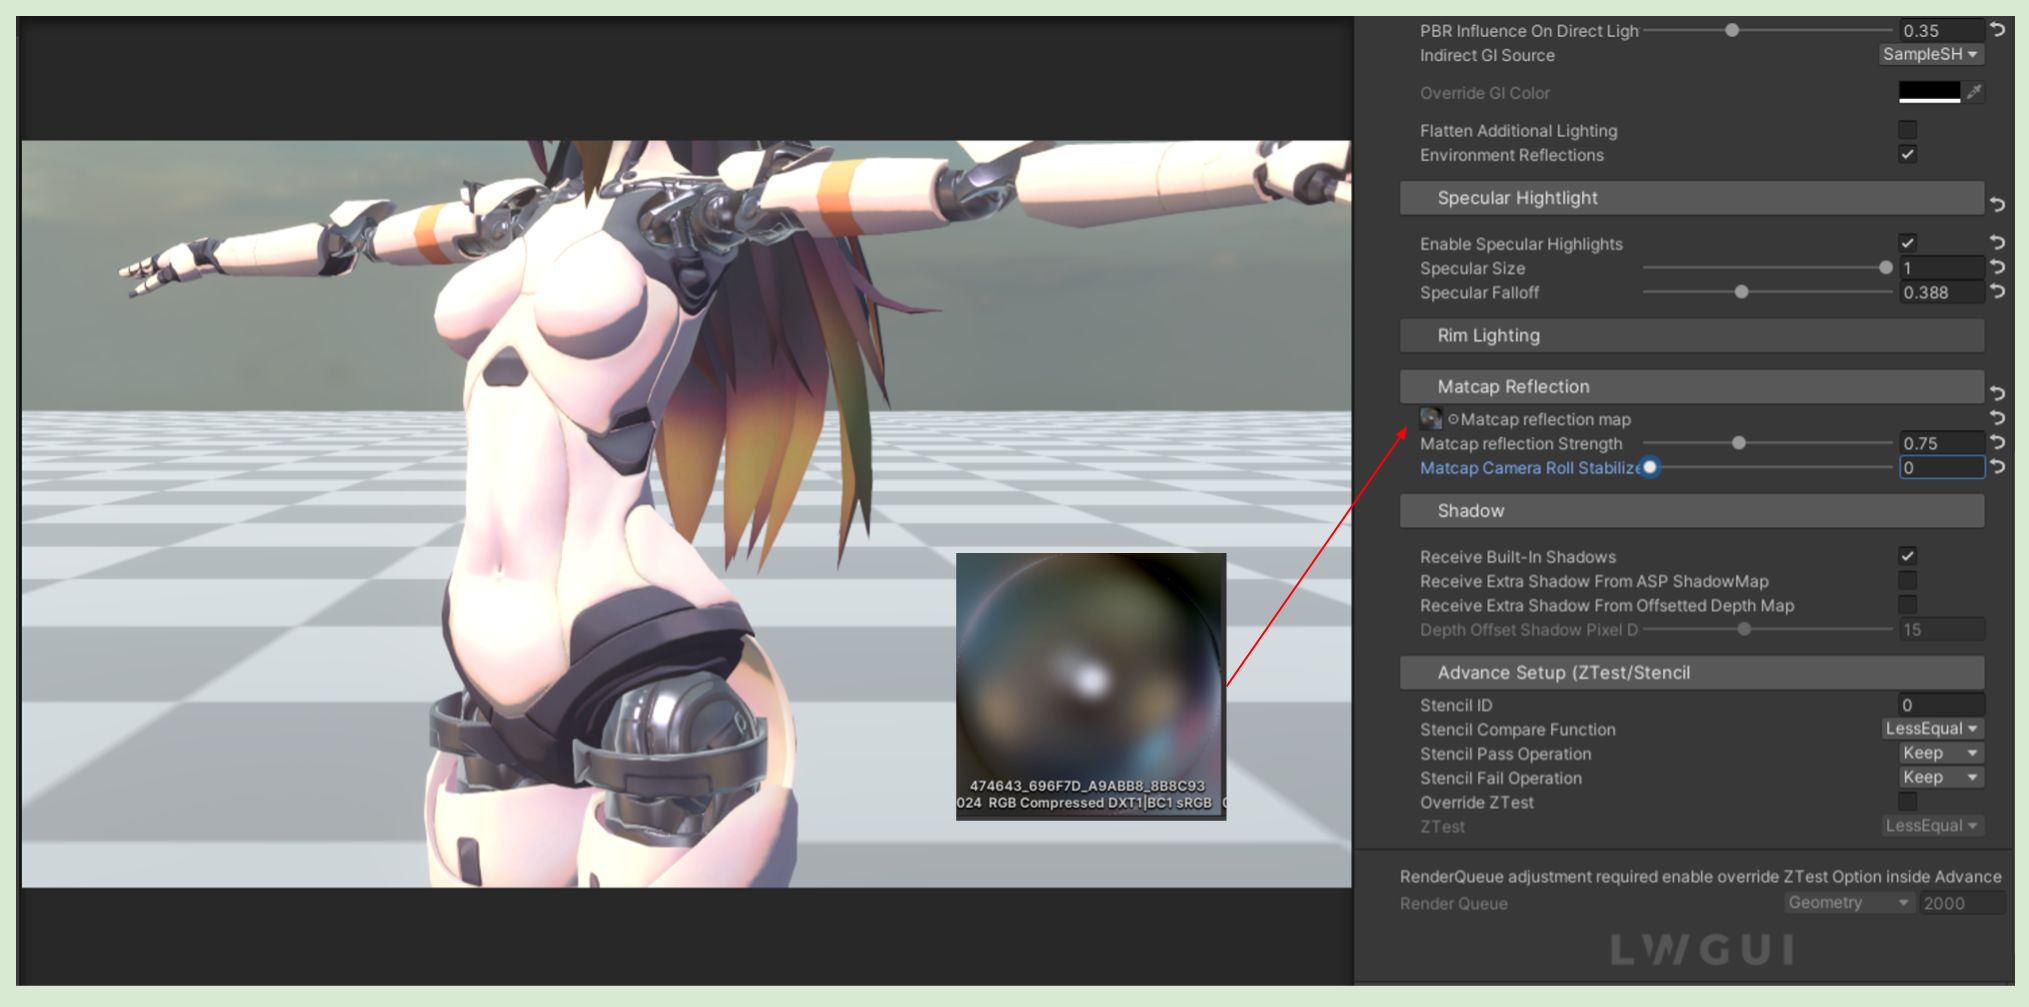 PBR Influence On Direct Ligh 0.35
Indirect GI Source SampleSH
Override GI Color
Flatten Additional Lighting
Environment Reflections
Specular Hightlight
Enable Specular Highlights
Specular Size 1
Specular Falloff 0.388
Rim Lighting
Matcap Reflection
Matcap reflection map
Matcap reflection Strength 0.75
Matcap Camera Roll Stabilize 0
Shadow
Receive Built-In Shadows
Receive Extra Shadow From ASP ShadowMap
Receive Extra Shadow From Offsetted Depth Map
Depth Offset Shadow Pixel D 15
Advance Setup (ZTest/Stencil
Stencil ID 0
Stencil Compare Function LessEqual
Stencil Pass Operation Keep
Stencil Fail Operation Keep
Override ZTest
ZTest LessEqual
RenderQueue adjustment required enable override ZTest Option inside Advance
Render Queue Geometry 2000
LWGUI
474643_696F7D_A9ABB8_8B8C93
024 RGB Compressed DXT1|BC1 sRGB